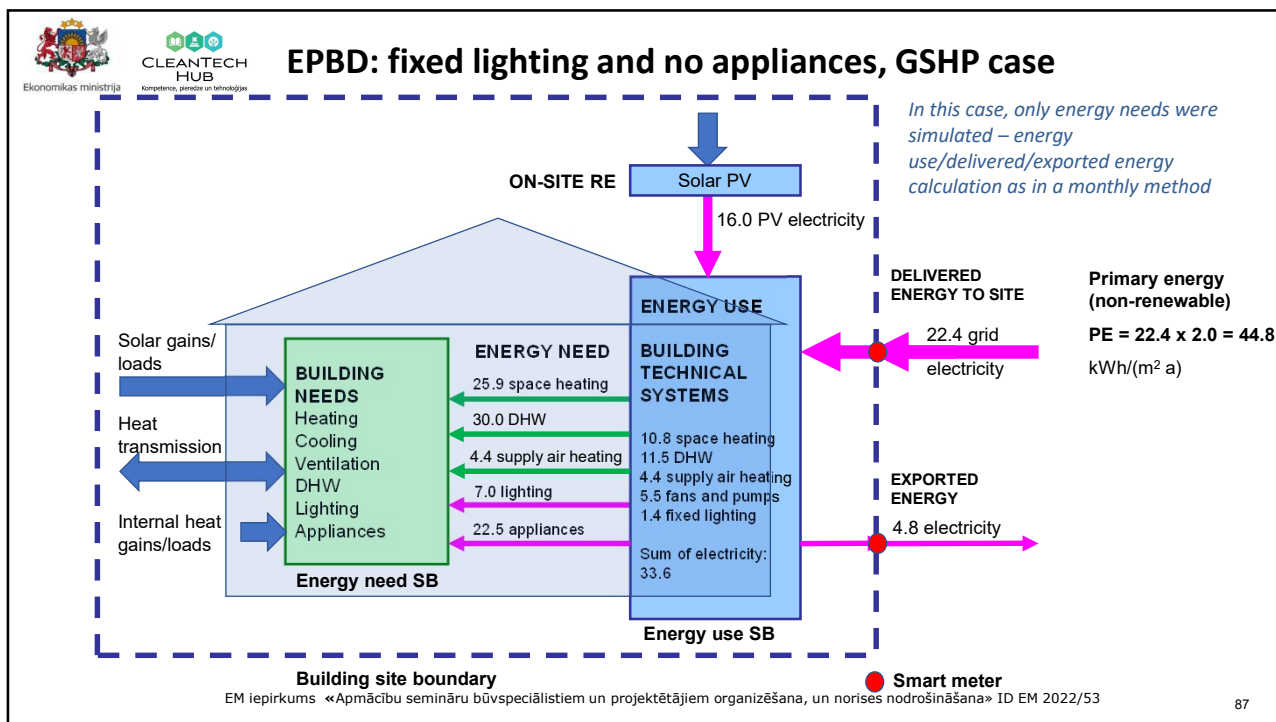 Ekonomikas ministrija
CLEANTECH
HUB
Kompetence, pieredze un tehnoloģijas
EPBD: fixed lighting and no appliances, GSHP case
In this case, only energy needs were
simulated – energy
use/delivered/exported energy
calculation as in a monthly method
ON-SITE RE
Solar PV
16.0 PV electricity
DELIVERED
ENERGY TO SITE
22.4 grid
electricity
Primary energy
(non-renewable)
PE = 22.4 x 2.0 = 44.8
kWh/(m² a)
Solar gains/
loads
Heat
transmission
Internal heat
gains/loads
BUILDING
NEEDS
Heating
Cooling
Ventilation
DHW
Lighting
Appliances
Energy need SB
ENERGY NEED
25.9 space heating
30.0 DHW
4.4 supply air heating
7.0 lighting
22.5 appliances
ENERGY USE
BUILDING
TECHNICAL
SYSTEMS
10.8 space heating
11.5 DHW
4.4 supply air heating
5.5 fans and pumps
1.4 fixed lighting
Sum of electricity:
33.6
Energy use SB
EXPORTED
ENERGY
4.8 electricity
Building site boundary
Smart meter
EM iepirkums «Apmācību semināru būvspeciālistiem un projektētājiem organizēšana, un norises nodrošināšana» ID EM 2022/53
87